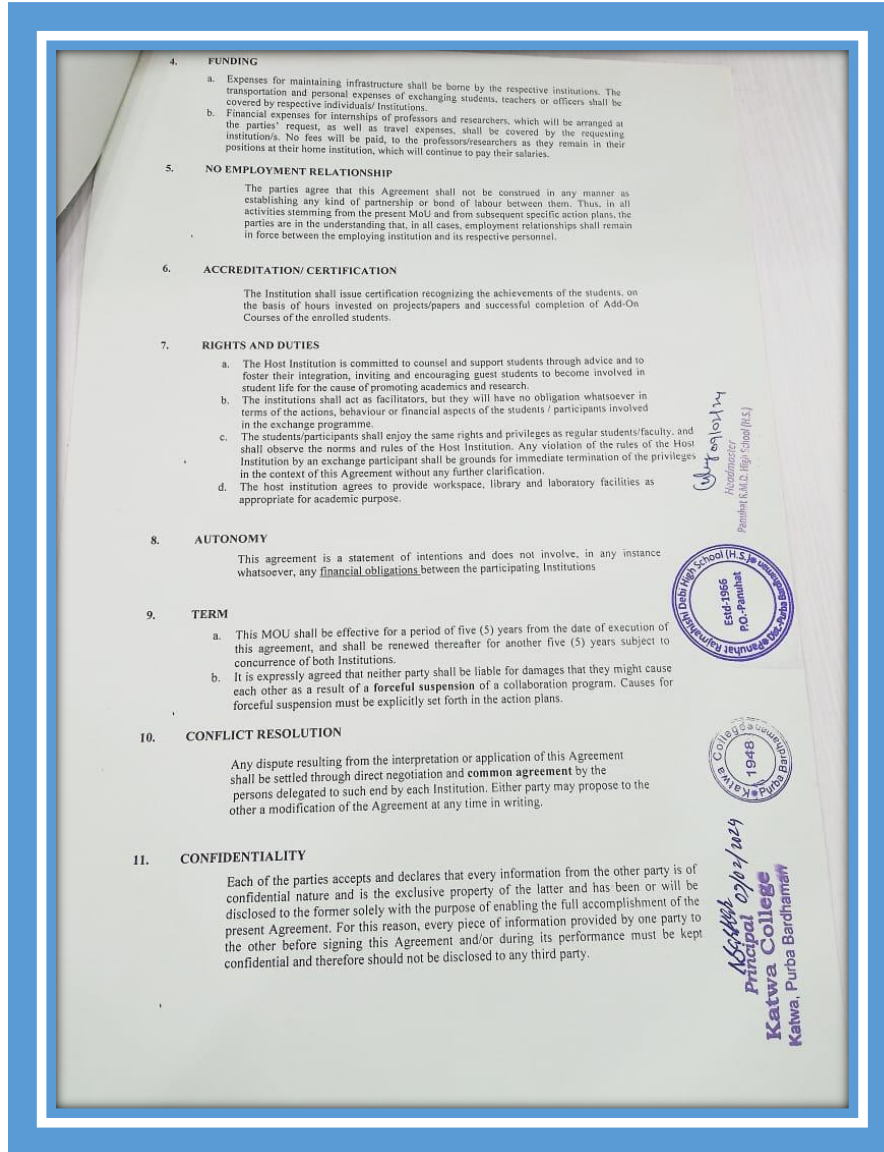 4. FUNDING
a. Expenses for maintaining infrastructure shall be borne by the respective institutions. The
transportation and personal expenses of exchanging students, teachers or officers shall be
covered by respective individuals/ Institutions.
b. Financial expenses for internships of professors and researchers, which will be arranged at
the parties' request, as well as travel expenses, shall be covered by the requesting
institution/s. No fees will be paid, to the professors/researchers as they remain in their
positions at their home institution, which will continue to pay their salaries.
5. NO EMPLOYMENT RELATIONSHIP
The parties agree that this Agreement shall not be construed in any manner as
establishing any kind of partnership or bond of labour between them. Thus, in all
activities stemming from the present MoU and from subsequent specific action plans, the
parties are in the understanding that, in all cases, employment relationships shall remain
in force between the employing institution and its respective personnel.
6. ACCREDITATION/ CERTIFICATION
The Institution shall issue certification recognizing the achievements of the students, on
the basis of hours invested on projects/papers and successful completion of Add-On
Courses of the enrolled students.
7. RIGHTS AND DUTIES
a. The Host Institution is committed to counsel and support students through advice and to
foster their integration, inviting and encouraging guest students to become involved in
student life for the cause of promoting academics and research.
b. The institutions shall act as facilitators, but they will have no obligation whatsoever in
terms of the actions, behaviour or financial aspects of the students / participants involved
in the exchange programme.
c. The students/participants shall enjoy the same rights and privileges as regular students/faculty, and
shall observe the norms and rules of the Host Institution. Any violation of the rules of the Host
Institution by an exchange participant shall be grounds for immediate termination of the privileges
in the context of this Agreement without any further clarification.
d. The host institution agrees to provide workspace, library and laboratory facilities as
appropriate for academic purpose.
8. AUTONOMY
This agreement is a statement of intentions and does not involve, in any instance
whatsoever, any financial obligations between the participating Institutions
9. TERM
a. This MOU shall be effective for a period of five (5) years from the date of execution of
this agreement, and shall be renewed thereafter for another five (5) years subject to
concurrence of both Institutions.
b. It is expressly agreed that neither party shall be liable for damages that they might cause
each other as a result of a forceful suspension of a collaboration program. Causes for
forceful suspension must be explicitly set forth in the action plans.
10. CONFLICT RESOLUTION
Any dispute resulting from the interpretation or application of this Agreement
shall be settled through direct negotiation and common agreement by the
persons delegated to such end by each Institution. Either party may propose to the
other a modification of the Agreement at any time in writing.
11. CONFIDENTIALITY
Each of the parties accepts and declares that every information from the other party is of
confidential nature and is the exclusive property of the latter and has been or will be
disclosed to the former solely with the purpose of enabling the full accomplishment of the
present Agreement. For this reason, every piece of information provided by one party to
the other before signing this Agreement and/or during its performance must be kept
confidential and therefore should not be disclosed to any third party.
09/02/24
Headmaster
Panuhat R.M.D. High School (H.S.)
Panuhat Rajmahishi Debi High School (H.S.)
Dist.-Purba Bardhaman
Estd-1966
P.O.-Panuhat
Katwa College
Purba Bardhaman
1948
09/02/2024
Principal
Katwa College
Katwa, Purba Bardhaman